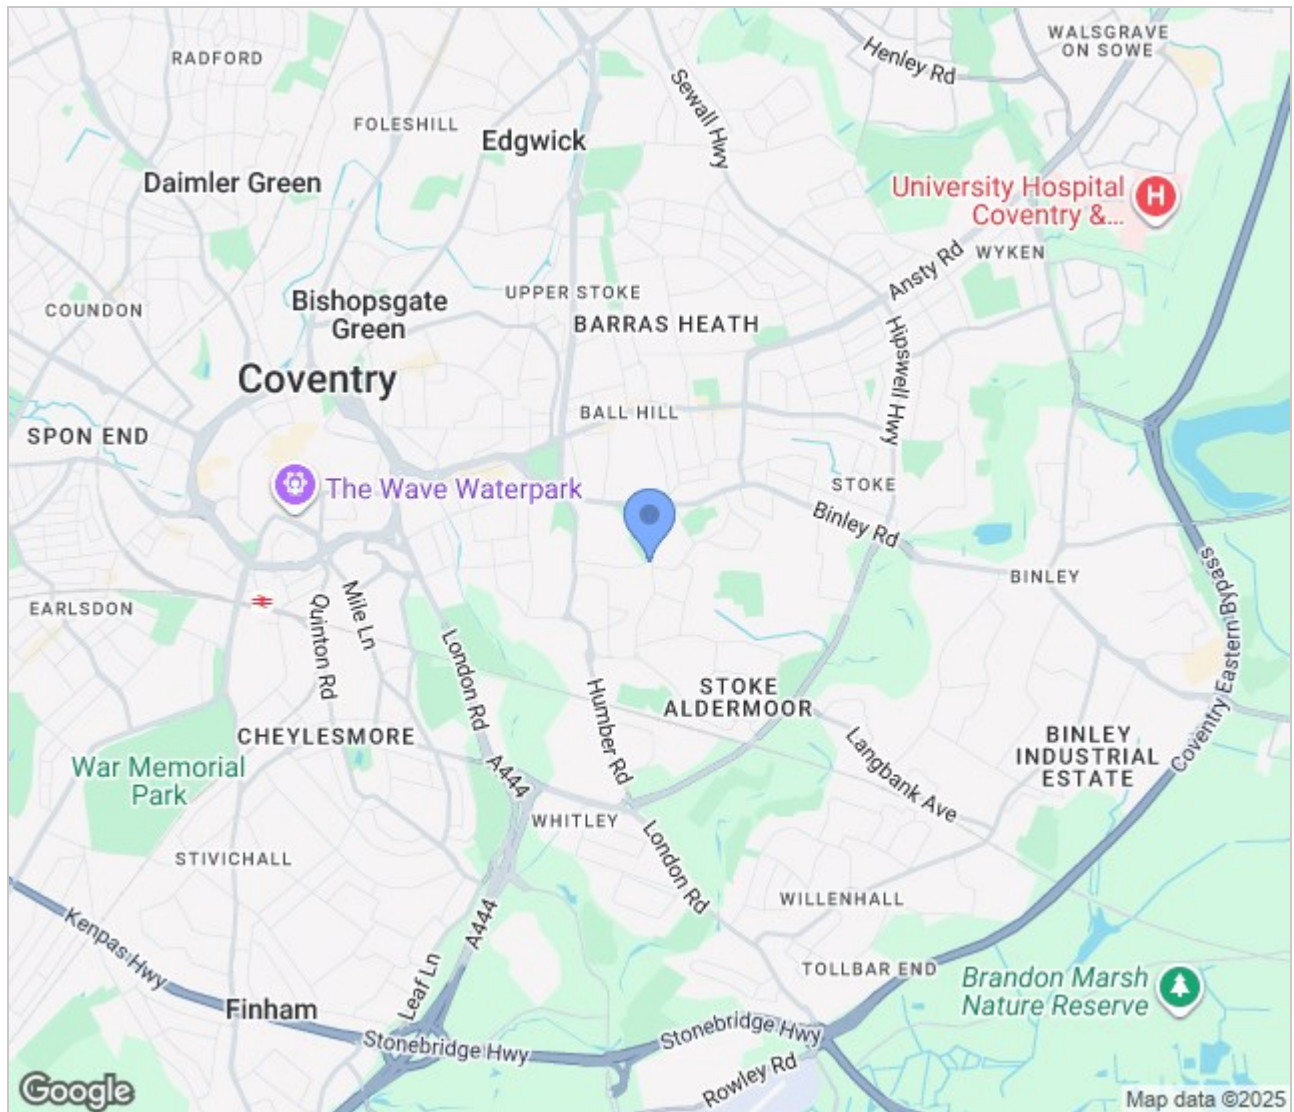 WALSGRAVE
ON SOWE
RADFORD
Henley Rd
Sewall Hwy
FOLESHILL
Edgwick
Daimler Green
University Hospital
Coventry &...
H
WYKEN
Ansty Rd
UPPER STOKE
Bishopsgate
Green
COUNDON
BARRAS HEATH
Hipswell Hwy
Coventry
BALL HILL
SPON END
The Wave Waterpark
STOKE
Binley Rd
BINLEY
EARLSDON
Mile Ln
Quinton Rd
London Rd
Coventry Eastern Bypass
STOKE
ALDERMOOR
Humber Rd
CHEYLESMORE
Langbank Ave
BINLEY
INDUSTRIAL
ESTATE
War Memorial
Park
A444
WHITLEY
London Rd
STIVICHALL
WILLENHALL
Kenpas Hwy
A444
Leaf Ln
TOLLBAR END
Brandon Marsh
Nature Reserve
Finham
Stonebridge Hwy
Stonebridge Hwy
Rowley Rd
Google
Map data ©2025